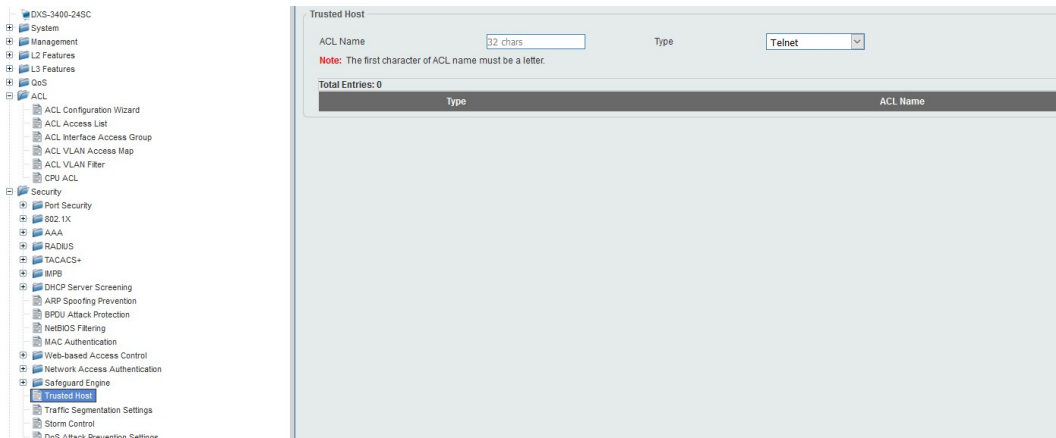 DXS-3400-24SC
System
Management
L2 Features
L3 Features
QoS
ACL
ACL Configuration Wizard
ACL Access List
ACL Interface Access Group
ACL VLAN Access Map
ACL VLAN Filter
CPU ACL
Security
Port Security
802.1X
AAA
RADIUS
TACACS+
IMPB
DHCP Server Screening
ARP Spoofing Prevention
BPDU Attack Protection
NetBIOS Filtering
MAC Authentication
Web-based Access Control
Network Access Authentication
Safeguard Engine
Trusted Host
Traffic Segmentation Settings
Storm Control
DoS Attack Prevention Settings
Trusted Host
ACL Name 32 chars Type Telnet
Note: The first character of ACL name must be a letter.
Total Entries: 0
Type ACL Name